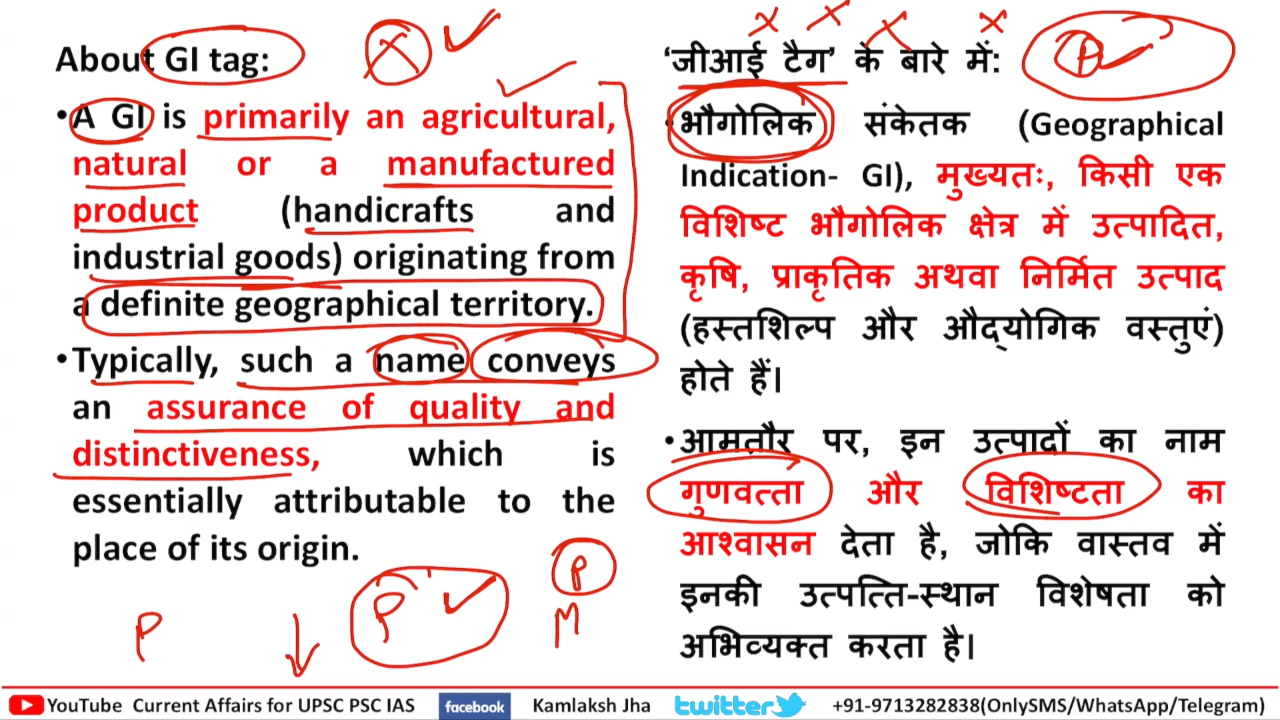 About GI tag:
•A GI is primarily an agricultural,
natural or a manufactured
product (handicrafts and
industrial goods) originating from
a definite geographical territory.
•Typically, such a name conveys
an assurance of quality and
distinctiveness, which is
essentially attributable to the
place of its origin.
X
P
P
P
M
‘जीआई टैग’ के बारे में:
• भौगोलिक संकेतक (Geographical
Indication- GI), मुख्यतः, किसी एक
विशिष्ट भौगोलिक क्षेत्र में उत्पादित,
कृषि, प्राकृतिक अथवा निर्मित उत्पाद
(हस्तशिल्प और औद्योगिक वस्तुएं)
होते हैं।
• आमतौर पर, इन उत्पादों का नाम
गुणवत्ता और विशिष्टता का
आश्वासन देता है, जोकि वास्तव में
इनकी उत्पत्ति-स्थान विशेषता को
अभिव्यक्त करता है।
x x x x
P
YouTube Current Affairs for UPSC PSC IAS facebook Kamlaksh Jha twitter +91-9713282838(OnlySMS/WhatsApp/Telegram)